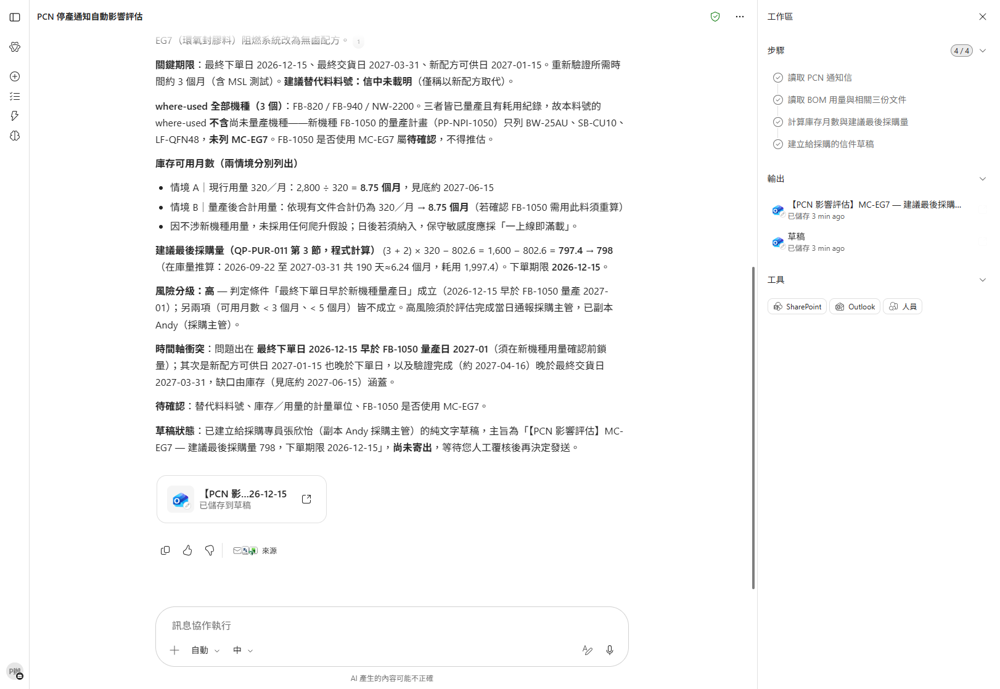 PCN 停產通知自動影響評估
EG7（環氧封膠料）阻燃系統改為無鹵配方。 1
關鍵期限：最終下單日 2026-12-15、最終交貨日 2027-03-31、新配方可供日 2027-01-15。重新驗證所需時
間約 3 個月（含 MSL 測試）。建議替代料料號：信中未載明（僅稱以新配方取代）。
where-used 全部機種（3 個）：FB-820 / FB-940 / NW-2200。三者皆已量產且有耗用紀錄，故本料號的
where-used 不含尚未量產機種——新機種 FB-1050 的量產計畫（PP-NPI-1050）只列 BW-25AU、SB-CU10、
LF-QFN48，未列 MC-EG7。FB-1050 是否使用 MC-EG7 屬待確認，不得推估。
庫存可用月數（兩情境分別列出）
• 情境 A｜現行用量 320／月：2,800 ÷ 320 = 8.75 個月，見底約 2027-06-15
• 情境 B｜量產後合計用量：依現有文件合計仍為 320／月 → 8.75 個月（若確認 FB-1050 需用此料須重算）
• 因不涉新機種用量，未採用任何爬升假設；日後若須納入，保守敏感度應採「一上線即滿載」。
建議最後採購量（QP-PUR-011 第 3 節，程式計算） (3 + 2) × 320 − 802.6 = 1,600 − 802.6 = 797.4 → 798
（在庫量推算：2026-09-22 至 2027-03-31 共 190 天≈6.24 個月，耗用 1,997.4）。下單期限 2026-12-15。
風險分級：高 — 判定條件「最終下單日早於新機種量產日」成立（2026-12-15 早於 FB-1050 量產 2027-
01）；另兩項（可用月數 < 3 個月、< 5 個月）皆不成立。高風險須於評估完成當日通報採購主管，已副本
Andy（採購主管）。
時間軸衝突：問題出在 最終下單日 2026-12-15 早於 FB-1050 量產日 2027-01（須在新機種用量確認前鎖
量）；其次是新配方可供日 2027-01-15 也晚於下單日，以及驗證完成（約 2027-04-16）晚於最終交貨日
2027-03-31，缺口由庫存（見底約 2027-06-15）涵蓋。
待確認：替代料料號、庫存／用量的計量單位、FB-1050 是否使用 MC-EG7。
草稿狀態：已建立給採購專員張欣怡（副本 Andy 採購主管）的純文字草稿，主旨為「【PCN 影響評估】MC-
EG7 — 建議最後採購量 798，下單期限 2026-12-15」，尚未寄出，等待您人工覆核後再決定發送。
【PCN 影...26-12-15
已儲存到草稿
來源
訊息協作執行
自動
中
AI 產生的內容可能不正確
工作區
步驟
4 / 4
讀取 PCN 通知信
讀取 BOM 用量與相關三份文件
計算庫存月數與建議最後採購量
建立給採購的信件草稿
輸出
【PCN 影響評估】MC-EG7 — 建議最後採購...
已儲存 3 min ago
草稿
已儲存 3 min ago
工具
SharePoint
Outlook
人員